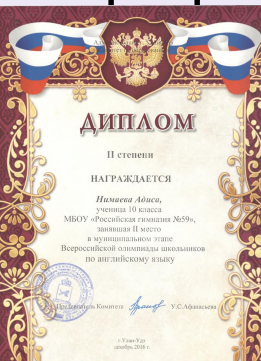 ДИПЛОМ
II степени
НАГРАЖДАЕТСЯ
Нимаева Адиса,
ученица 10 класса
МБОУ «Российская гимназия №59»,
занявшая II место
в муниципальном этапе
Всероссийской олимпиады школьников
по английскому языку
Председатель Комитета У.С.Афанасьева
г.Улан-Удэ
декабрь 2016 г.